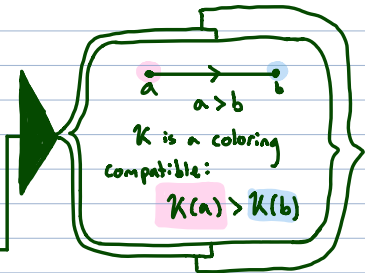 a b
a > b
K is a coloring
compatible:
K(a) > K(b)